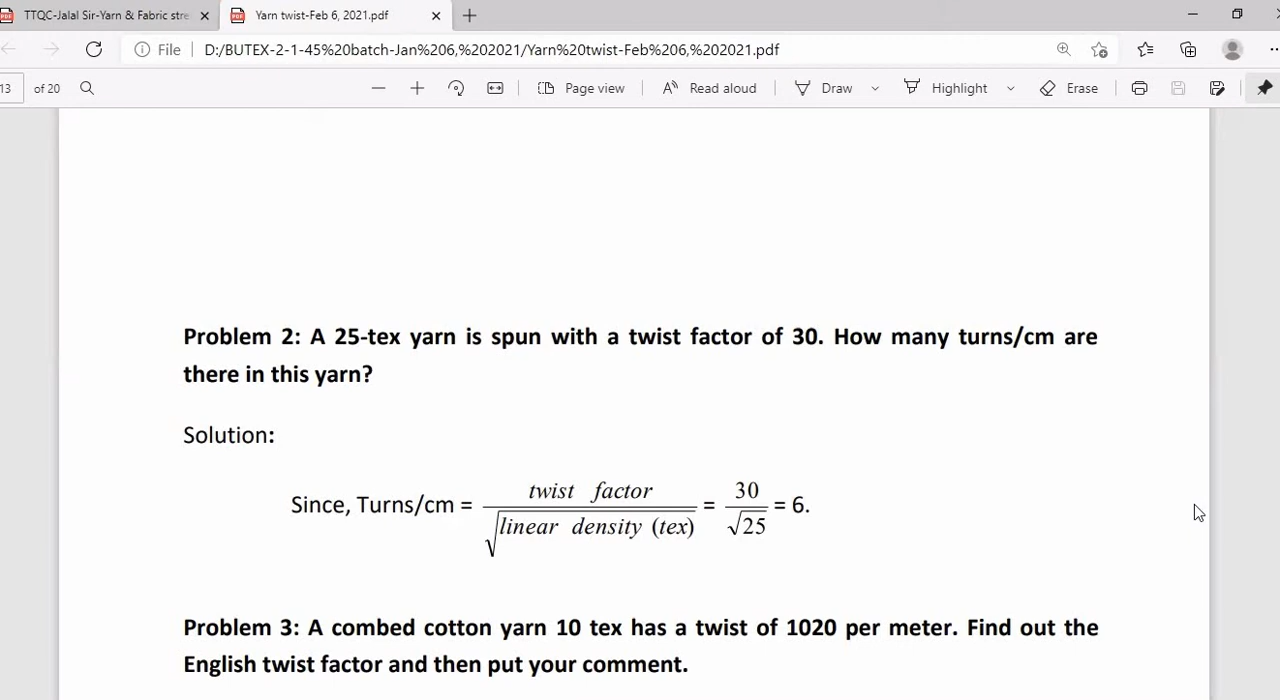 TTQC-Jalal Sir-Yarn & Fabric stre
Yarn twist-Feb 6, 2021.pdf
File
D:/BUTEX-2-1-45%20batch-Jan%206,%202021/Yarn%20twist-Feb%206,%202021.pdf
13 of 20
Page view
Read aloud
Draw
Highlight
Erase
Problem 2: A 25-tex yarn is spun with a twist factor of 30. How many turns/cm are
there in this yarn?
Solution:
Since, Turns/cm = twist factor / √linear density (tex) = 30 / √25 = 6.
Problem 3: A combed cotton yarn 10 tex has a twist of 1020 per meter. Find out the
English twist factor and then put your comment.